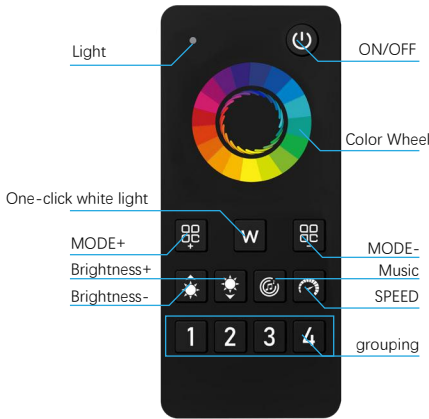 Light
ON/OFF
Color Wheel
One-click white light
W
MODE+
MODE-
Brightness+
Music
Brightness-
SPEED
1 2 3 4
grouping